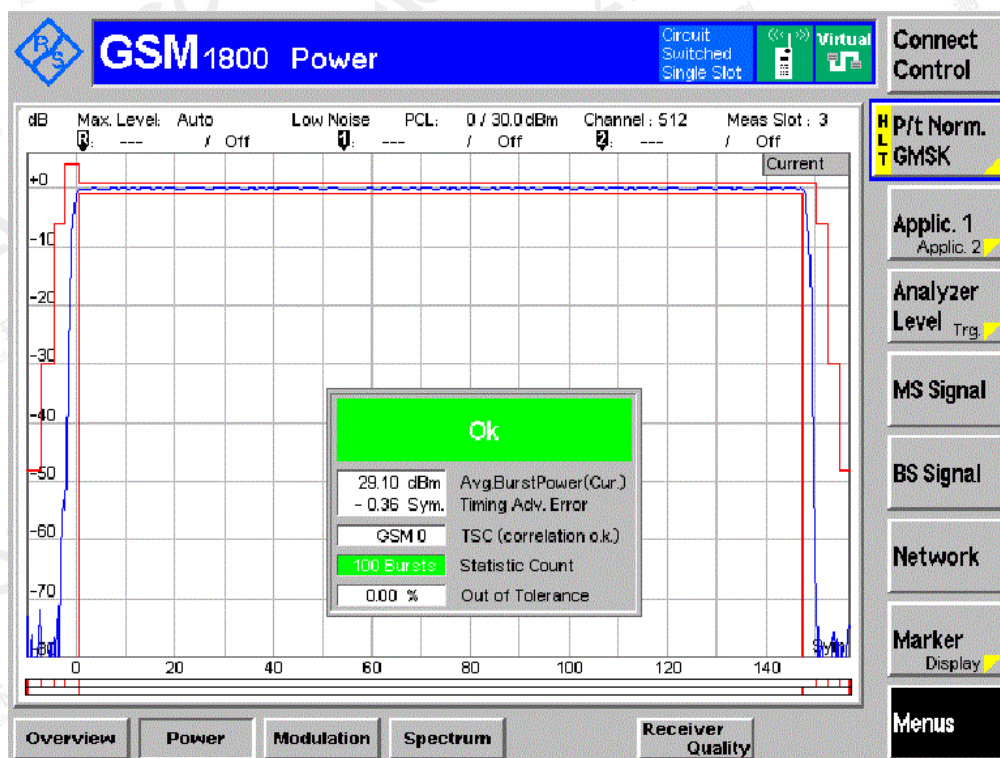 R/S
GSM 1800 Power
Circuit Switched Single Slot
Virtual
Connect Control
dB Max. Level: Auto Low Noise PCL: 0 / 30.0 dBm Channel : 512 Meas Slot : 3
R : --- / Off 1 : --- / Off 2 : --- / Off
Current
HLT P/t Norm. GMSK
Applic. 1
Applic. 2
Analyzer Level Trg.
MS Signal
BS Signal
Network
Marker
Display
Menus
+0
-10
-20
-30
-40
-50
-60
-70
-80
Ok
29.10 dBm Avg.BurstPower(Cur.)
- 0.36 Sym. Timing Adv. Error
GSM 0 TSC (correlation o.k.)
100 Bursts Statistic Count
0.00 % Out of Tolerance
Sym.
0 20 40 60 80 100 120 140
Overview Power Modulation Spectrum Receiver Quality